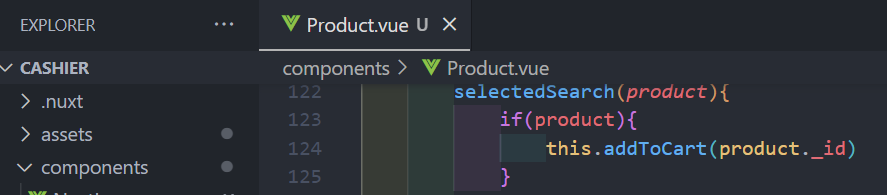 EXPLORER ...
Product.vue U
CASHIER
components > Product.vue
.nuxt
assets
components
122 selectedSearch(product){
123 if(product){
124 this.addToCart(product._id)
125 }